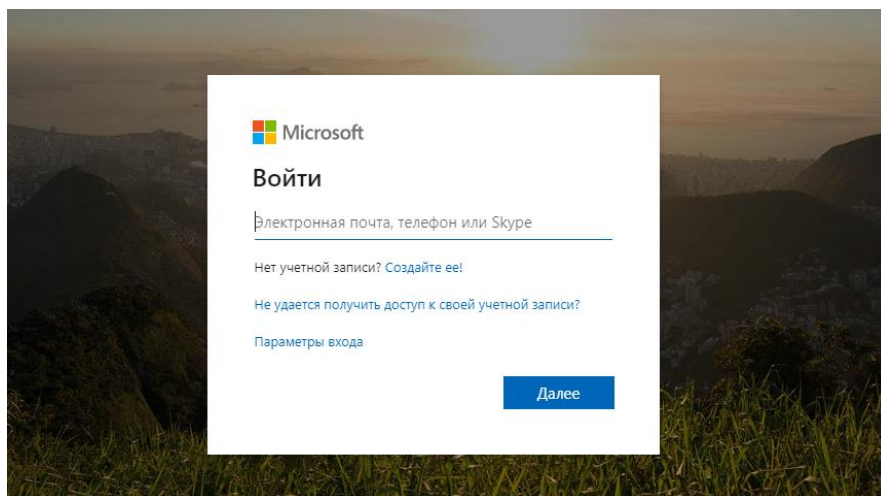 Microsoft
Войти
Электронная почта, телефон или Skype
Нет учетной записи? Создайте ее!
Не удается получить доступ к своей учетной записи?
Параметры входа
Далее